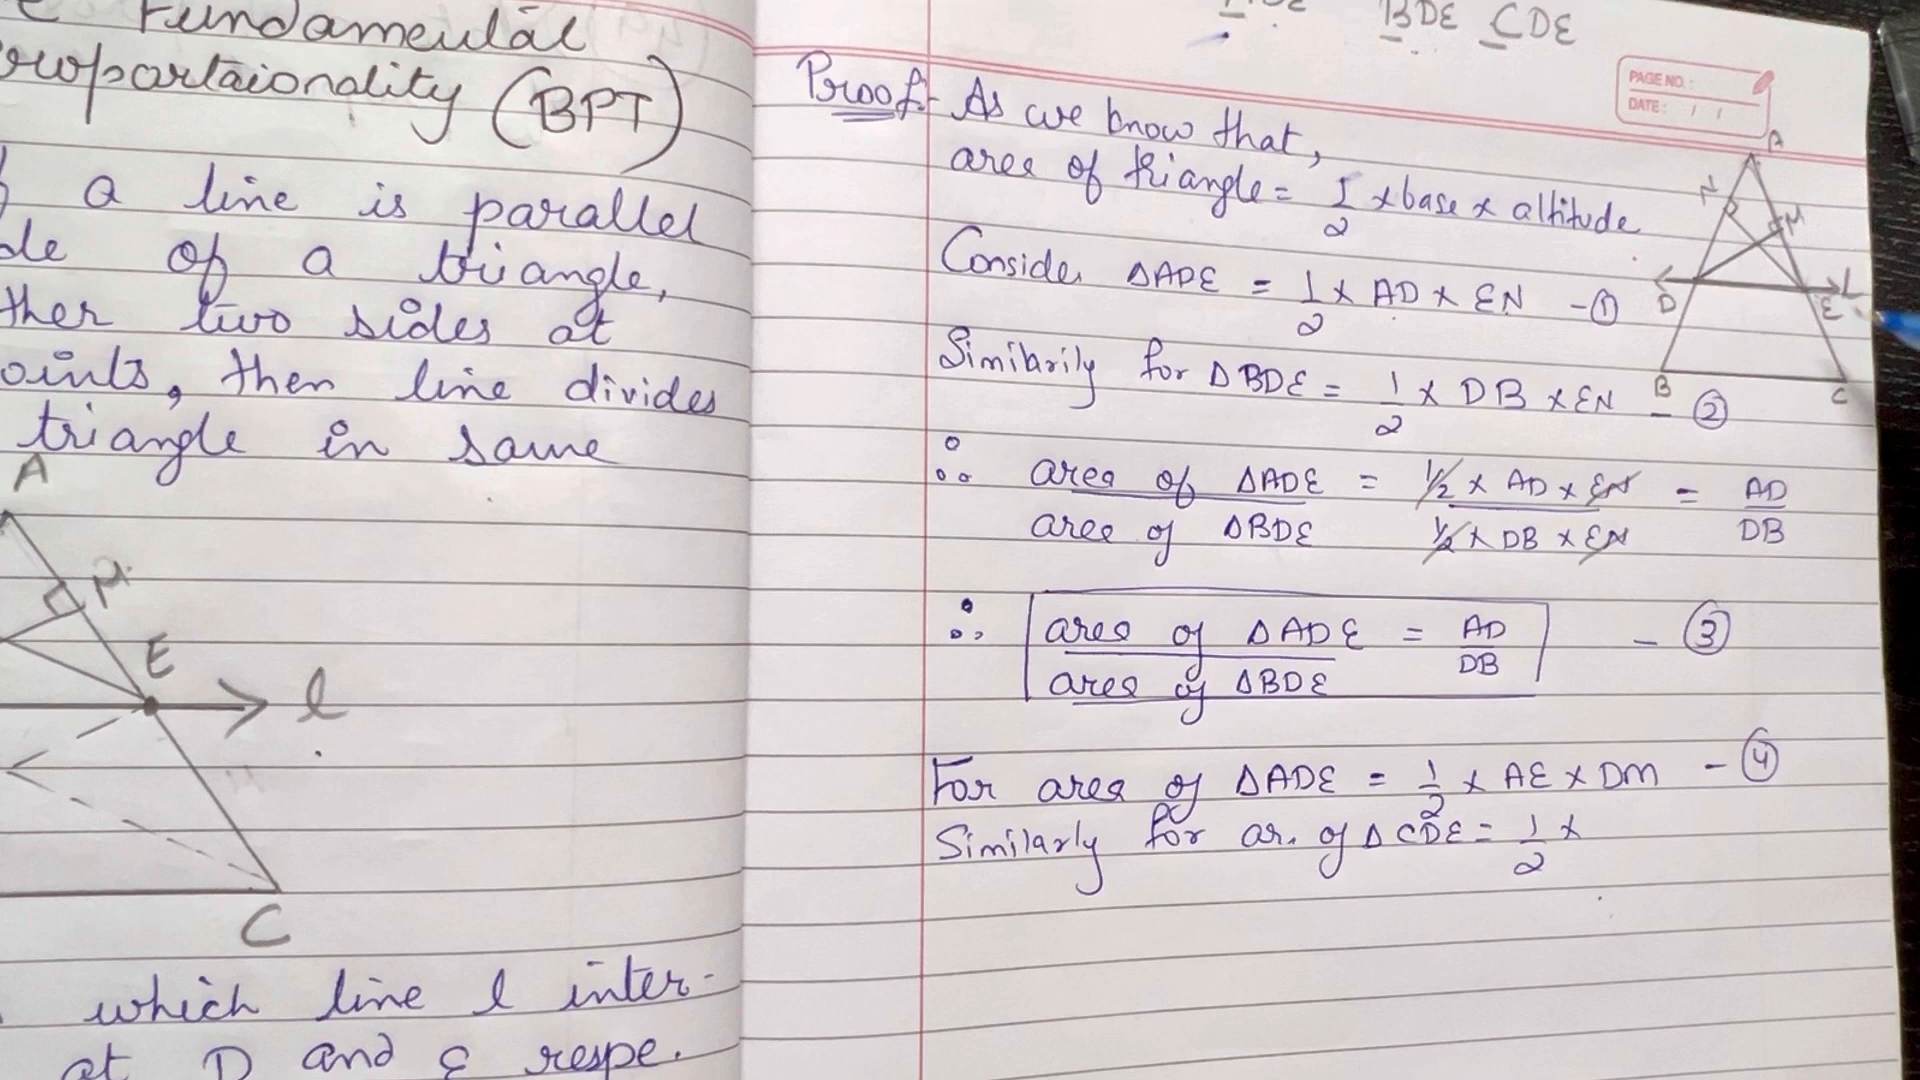 Fundamental
(BPT)
a line is parallel
of a triangle,
two sides at
then line divides
triangle in same
A
M
E
l
C
which line l inter-
at D and E respe.
BDE CDE
PAGE NO.:
DATE: / /
Proof:- As we know that,
area of triangle = 1/2 × base × altitude
Consider ΔADE = 1/2 × AD × EN - ①
Similarily for ΔBDE = 1/2 × DB × EN - ②
∴ area of ΔADE / area of ΔBDE = 1/2 × AD × EN / 1/2 × DB × EN = AD / DB
∴ area of ΔADE / area of ΔBDE = AD / DB - ③
For area of ΔADE = 1/2 × AE × DM - ④
Similarly for ar. of ΔCDE = 1/2 ×
A
N
M
D
E
L
B
C